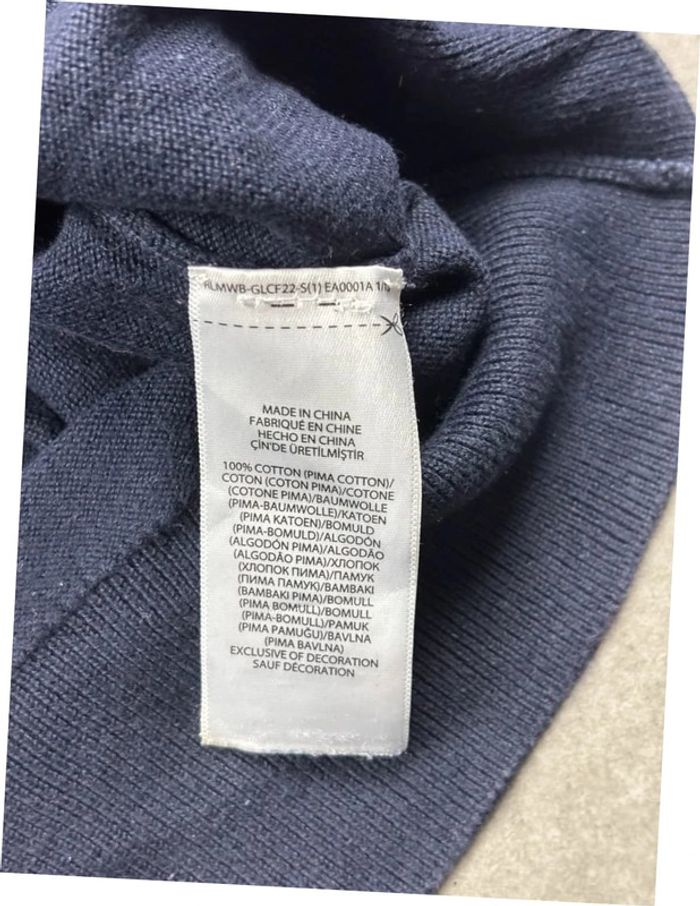 RLMWB-GLCF22-S(1) EA0001A 1/6
MADE IN CHINA
FABRIQUÉ EN CHINE
HECHO EN CHINA
ÇİN'DE ÜRETİLMİŞTİR
100% COTTON (PIMA COTTON)/
COTON (COTON PIMA)/COTONE
(COTONE PIMA)/BAUMWOLLE
(PIMA-BAUMWOLLE)/KATOEN
(PIMA KATOEN)/BOMULD
(PIMA-BOMULD)/ALGODÓN
(ALGODÓN PIMA)/ALGODÃO
(ALGODÃO PIMA)/ХЛОПОК
(ХЛОПОК ПИМА)/ПАМУК
(ПИМА ПАМУК)/BAMBAKI
(BAMBAKI PIMA)/BOMULL
(PIMA BOMULL)/BOMULL
(PIMA-BOMULL)/PAMUK
(PIMA PAMUĞU)/BAVLNA
(PIMA BAVLNA)
EXCLUSIVE OF DECORATION
SAUF DÉCORATION